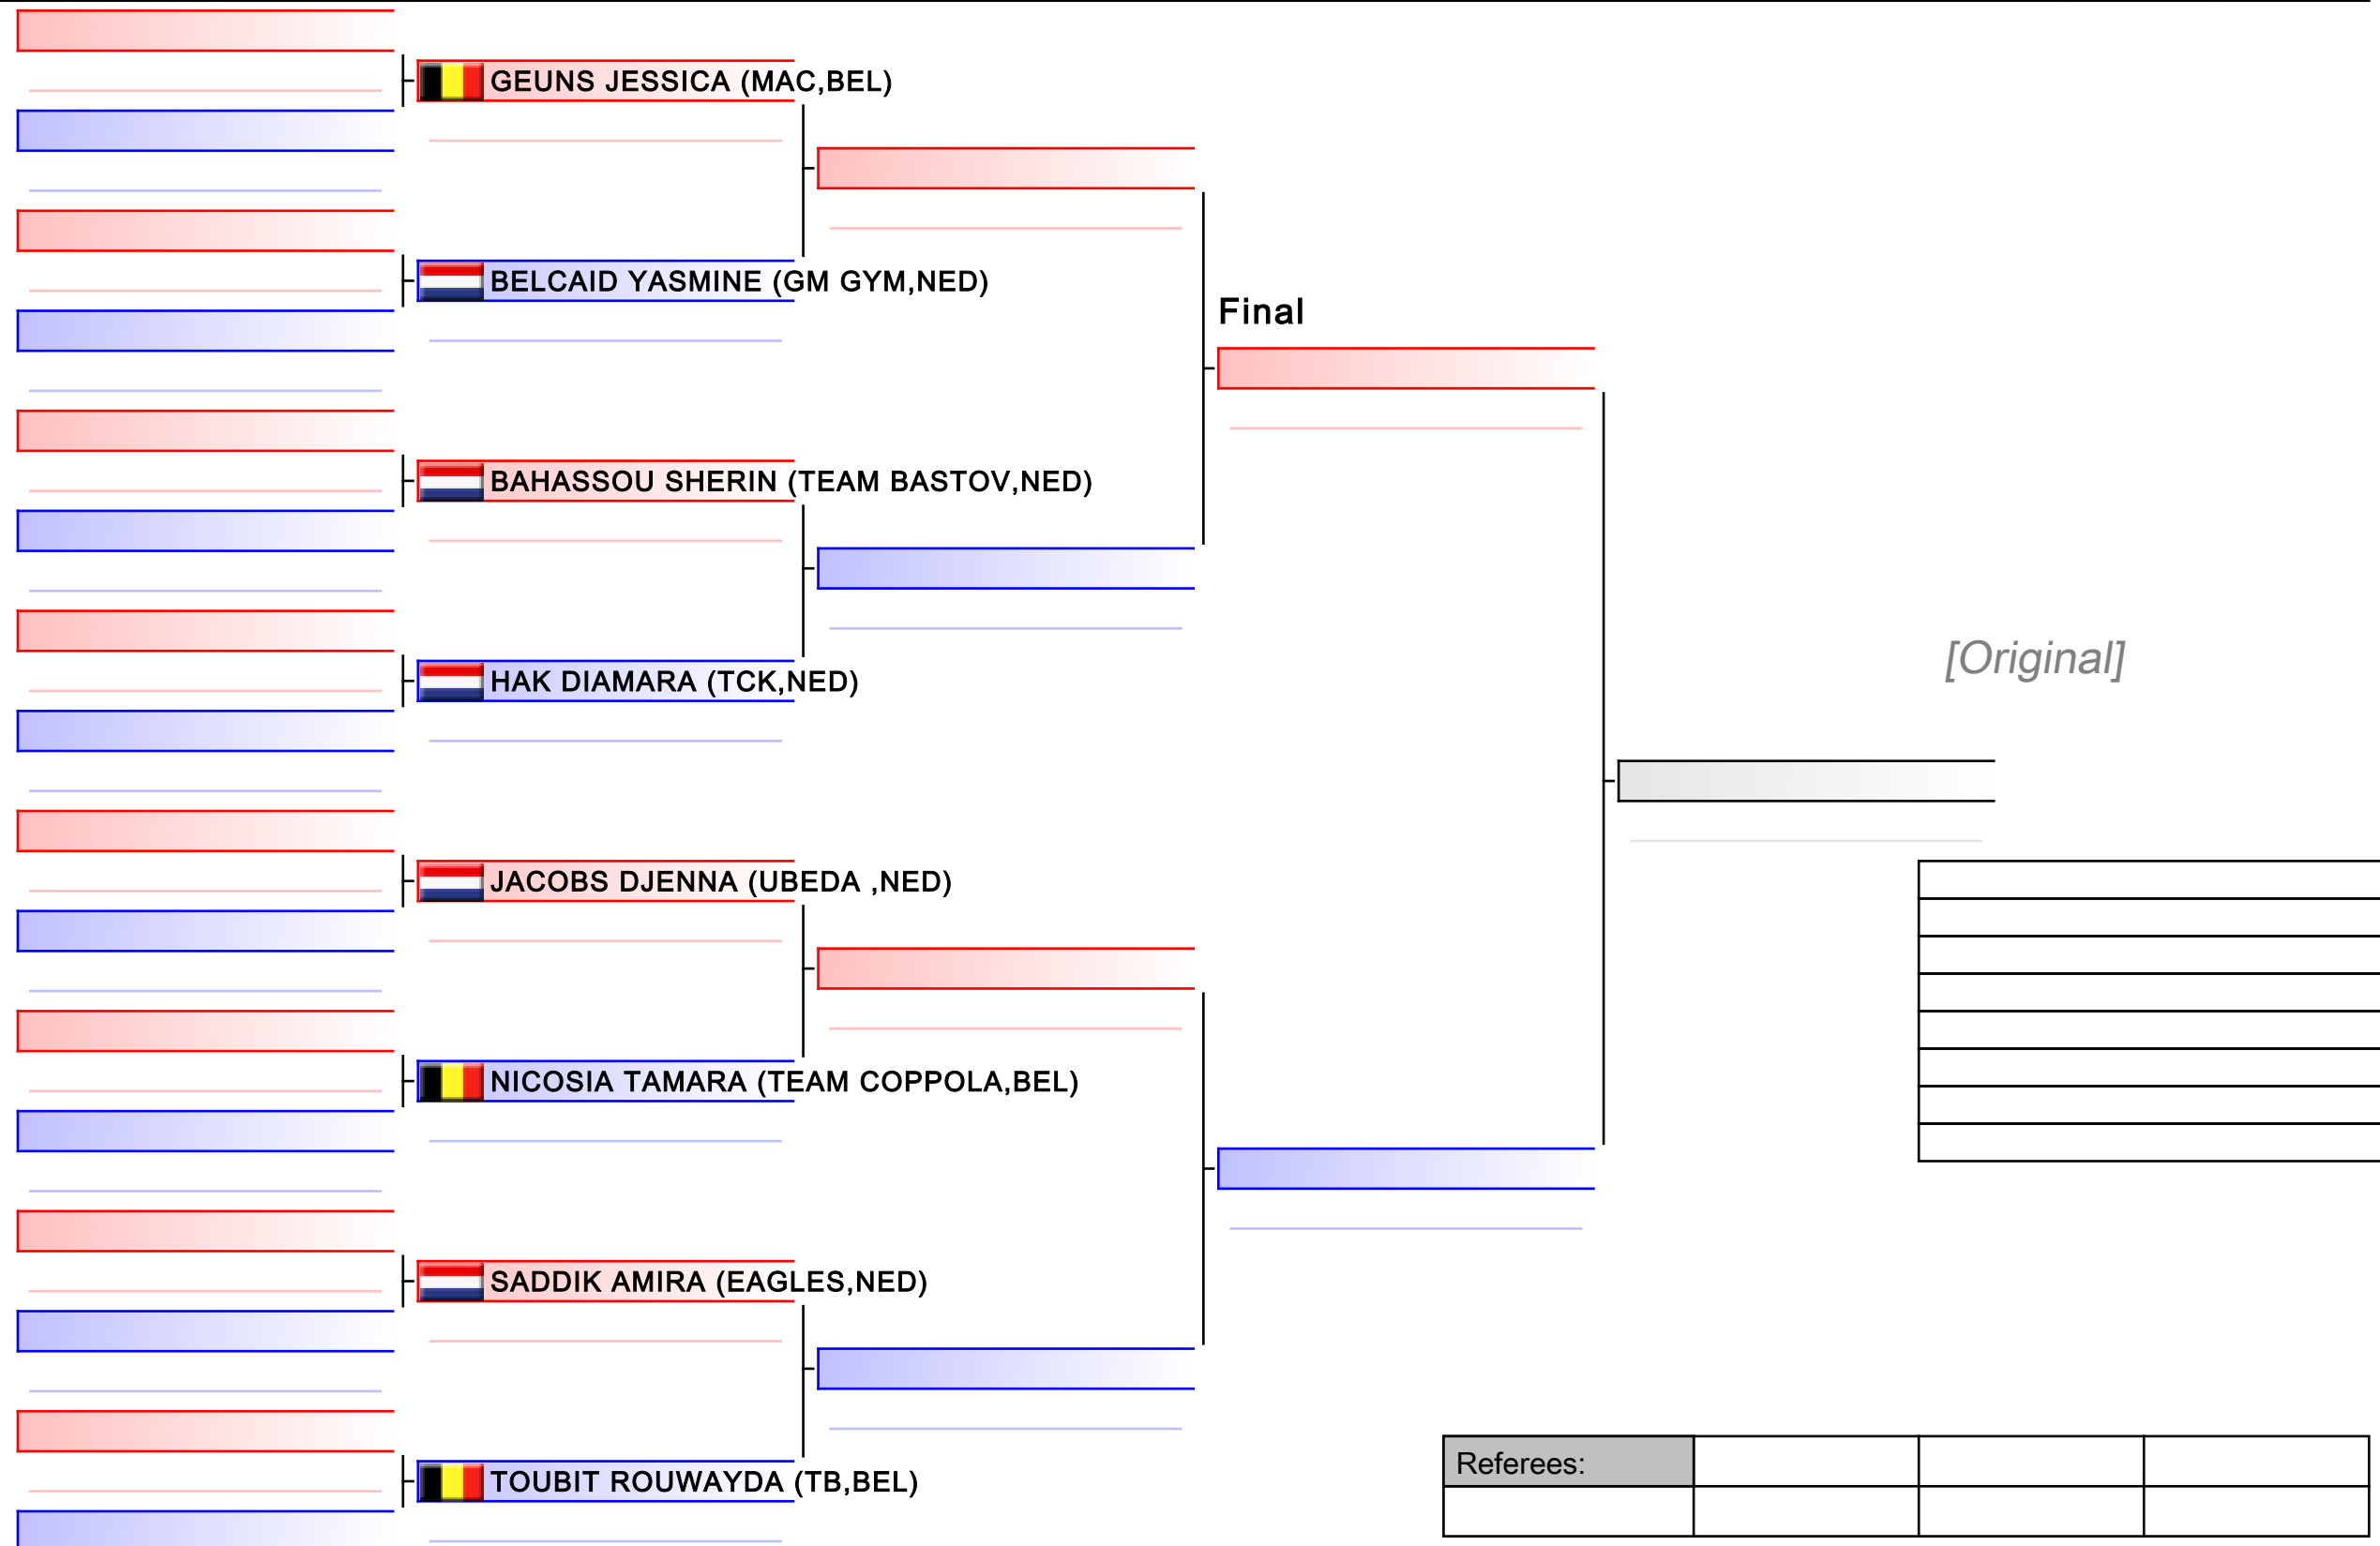 GEUNS JESSICA (MAC,BEL)
BELCAID YASMINE (GM GYM,NED)
Final
BAHASSOU SHERIN (TEAM BASTOV,NED)
HAK DIAMARA (TCK,NED)
[Original]
JACOBS DJENNA (UBEDA ,NED)
NICOSIA TAMARA (TEAM COPPOLA,BEL)
SADDIK AMIRA (EAGLES,NED)
TOUBIT ROUWAYDA (TB,BEL)
Referees: